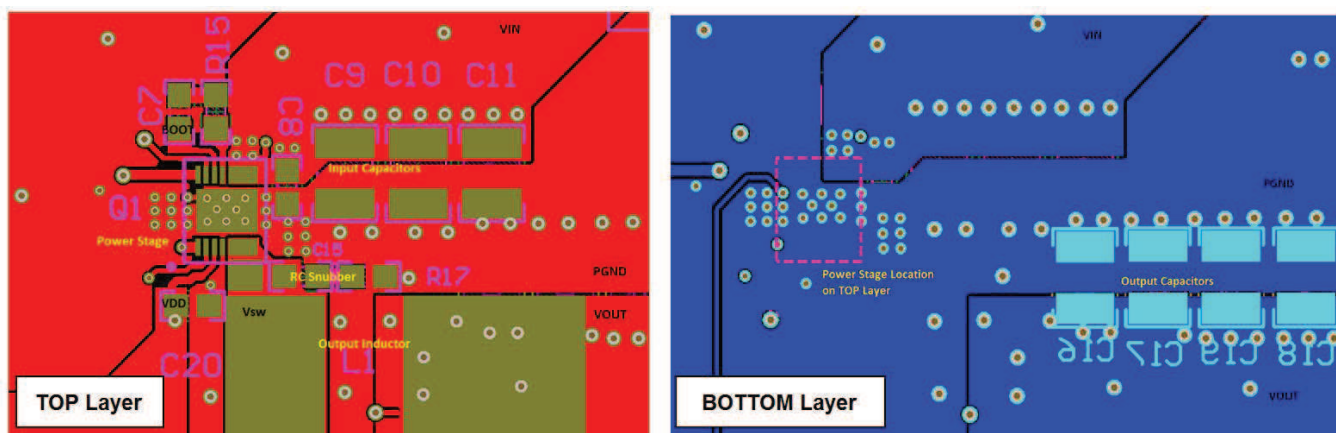 VIN
R15
C7
C9
C10
C11
C8
BOOT
Input Capacitors
Q1
Power Stage
C15
RC Snubber
R17
PGND
VDD
Vsw
VOUT
Output Inductor
L1
C20
TOP Layer
VIN
PGND
Power Stage Location
on TOP Layer
Output Capacitors
C16
C17
C19
C18
VOUT
BOTTOM Layer